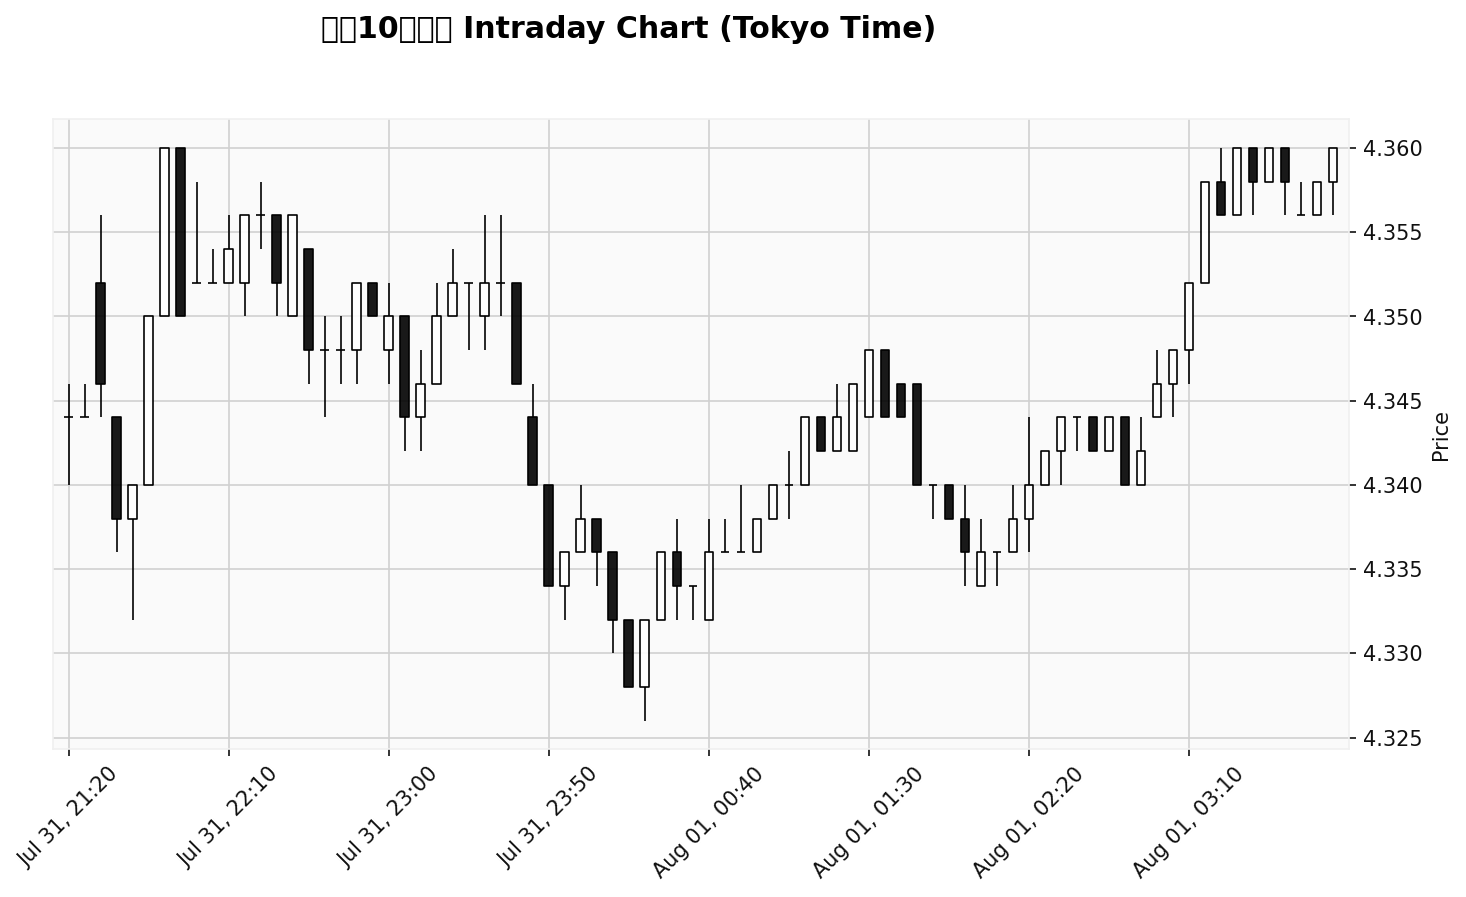 10 Intraday Chart (Tokyo Time)
4.360
4.355
4.350
4.345
4.340
4.335
4.330
4.325
Price
Jul 31, 21:20
Jul 31, 22:10
Jul 31, 23:00
Jul 31, 23:50
Aug 01, 00:40
Aug 01, 01:30
Aug 01, 02:20
Aug 01, 03:10